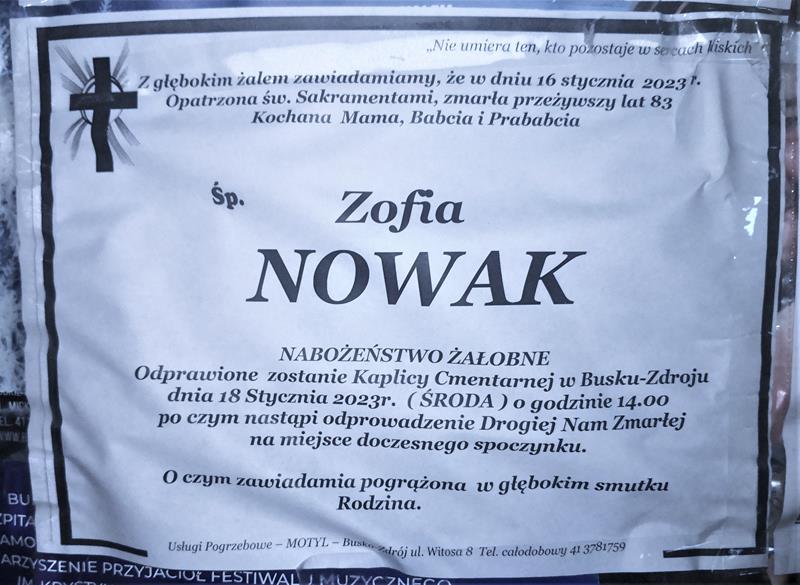 „Nie umiera ten, kto pozostaje w sercach bliskich”
Z głębokim żalem zawiadamiamy, że w dniu 16 stycznia 2023 r.
Opatrzona św. Sakramentami, zmarła przeżywszy lat 83
Kochana Mama, Babcia i Prababcia
Śp.
Zofia
NOWAK
NABOŻEŃSTWO ŻAŁOBNE
Odprawione zostanie Kaplicy Cmentarnej w Busku-Zdroju
dnia 18 Stycznia 2023r. ( ŚRODA ) o godzinie 14.00
po czym nastąpi odprowadzenie Drogiej Nam Zmarłej
na miejsce doczesnego spoczynku.
O czym zawiadamia pogrążona w głębokim smutku
Rodzina.
Usługi Pogrzebowe – MOTYL – Busko-Zdrój ul. Witosa 8 Tel. całodobowy 41 3781759
BU
ARZYSZENIE PRZYJACIÓŁ FESTIWALU MUZYCZNEGO
IM